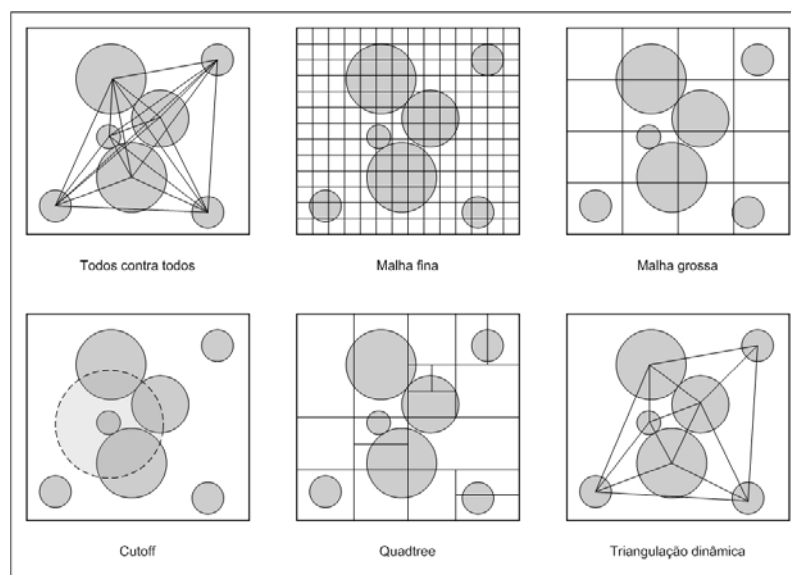 Todos contra todos
Malha fina
Malha grossa
Cutoff
Quadtree
Triangulação dinâmica